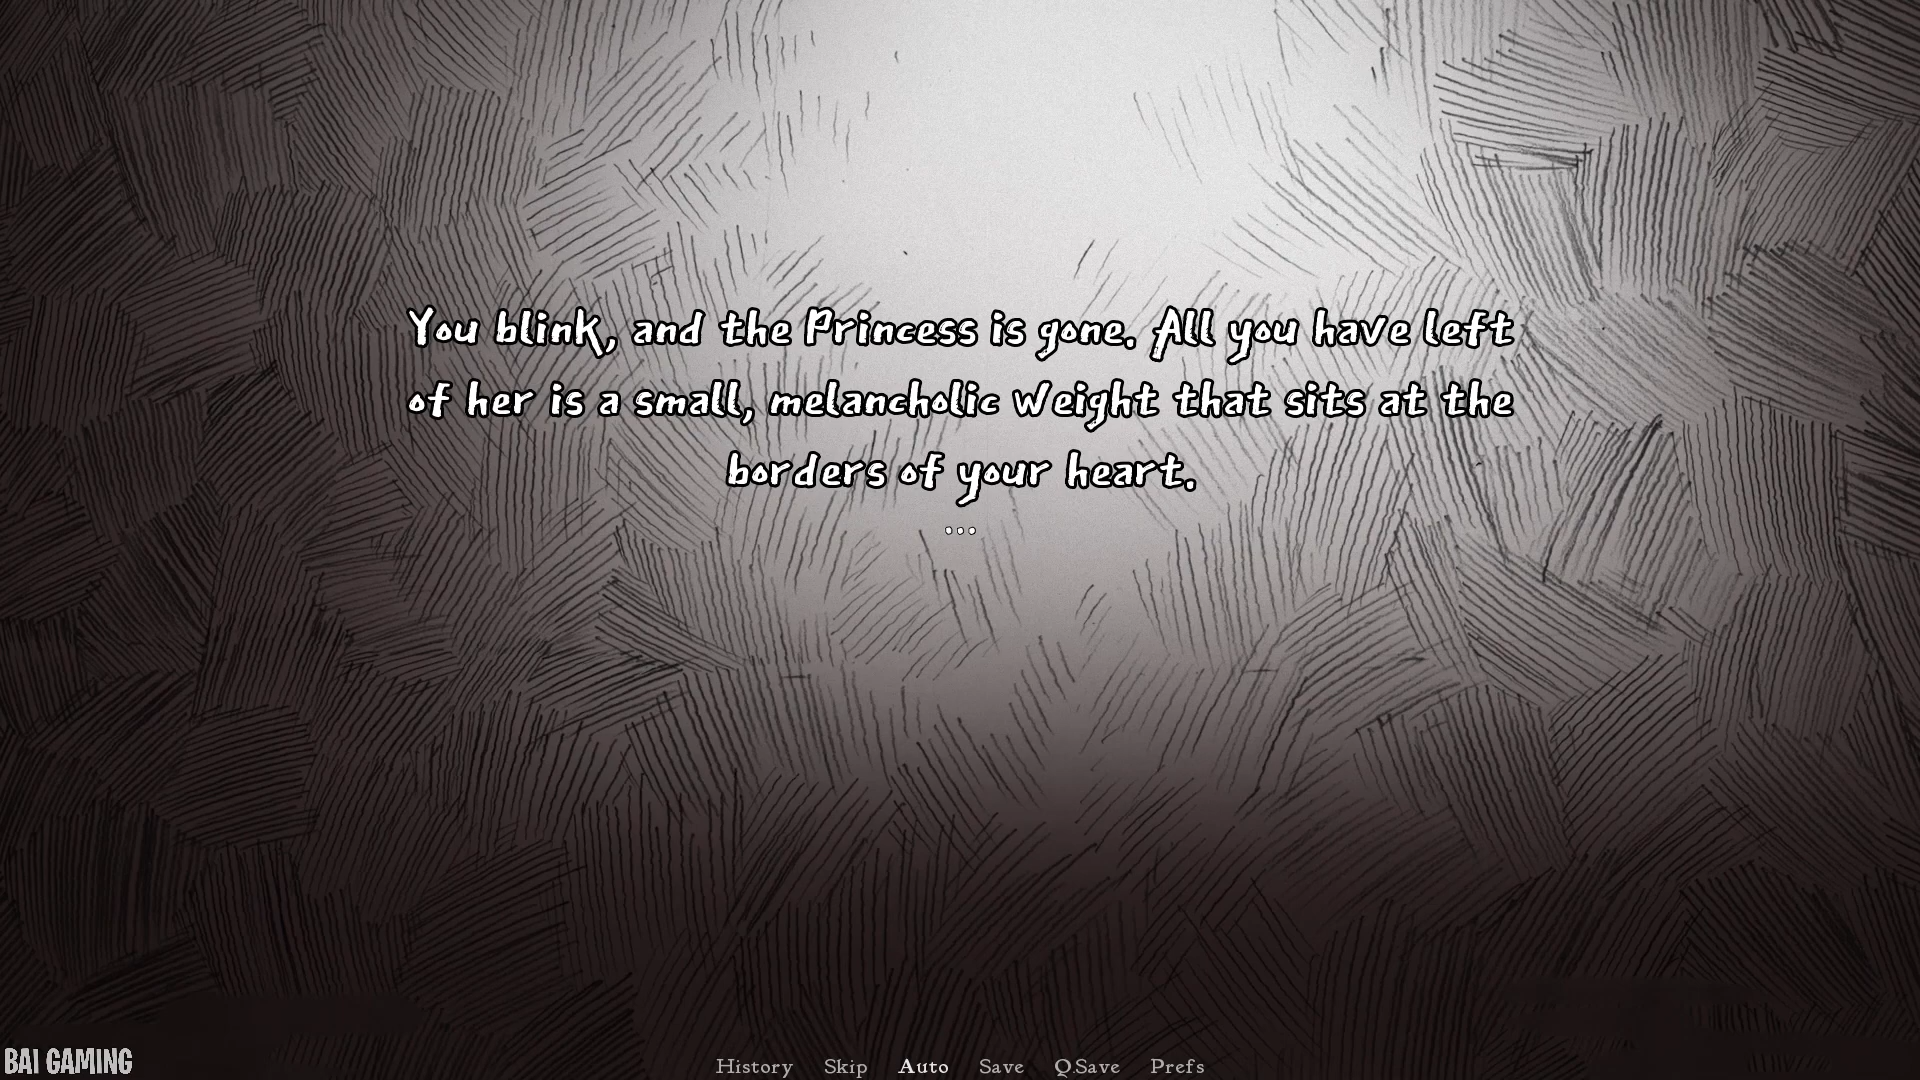 You blink, and the Princess is gone. All you have left
of her is a small, melancholic weight that sits at the
borders of your heart.
...
BAI GAMING
History Skip Auto Save Q.Save Prefs